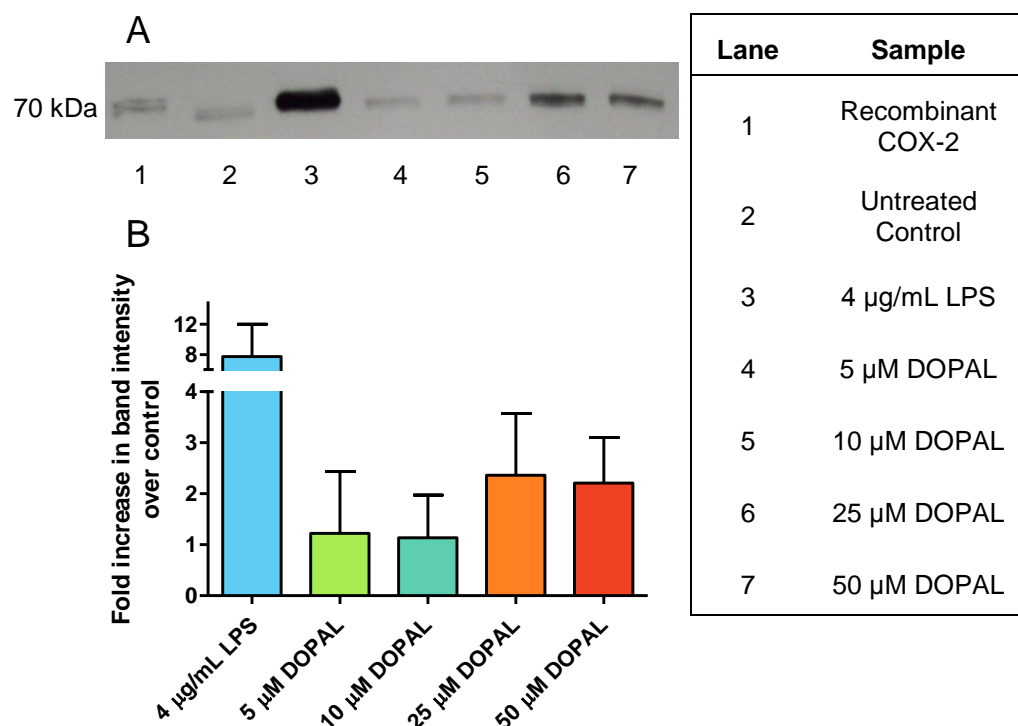 A
70 kDa
1 2 3 4 5 6 7
B
Fold increase in band intensity
over control
12
8
4
3
2
1
0
4 µg/mL LPS
5 µM DOPAL
10 µM DOPAL
25 µM DOPAL
50 µM DOPAL
Lane Sample
1 Recombinant
COX-2
2 Untreated
Control
3 4 µg/mL LPS
4 5 µM DOPAL
5 10 µM DOPAL
6 25 µM DOPAL
7 50 µM DOPAL